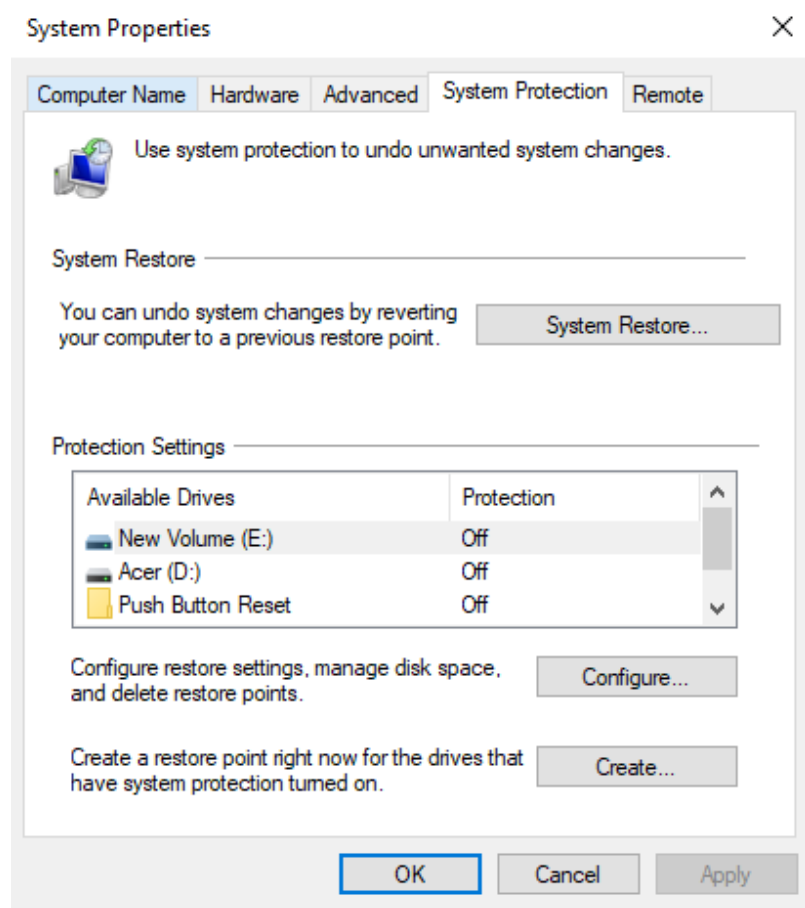 System Properties
Computer Name Hardware Advanced System Protection Remote
Use system protection to undo unwanted system changes.
System Restore
You can undo system changes by reverting
your computer to a previous restore point.
System Restore...
Protection Settings
Available Drives Protection
New Volume (E:) Off
Acer (D:) Off
Push Button Reset Off
Configure restore settings, manage disk space,
and delete restore points.
Configure...
Create a restore point right now for the drives that
have system protection turned on.
Create...
OK Cancel Apply